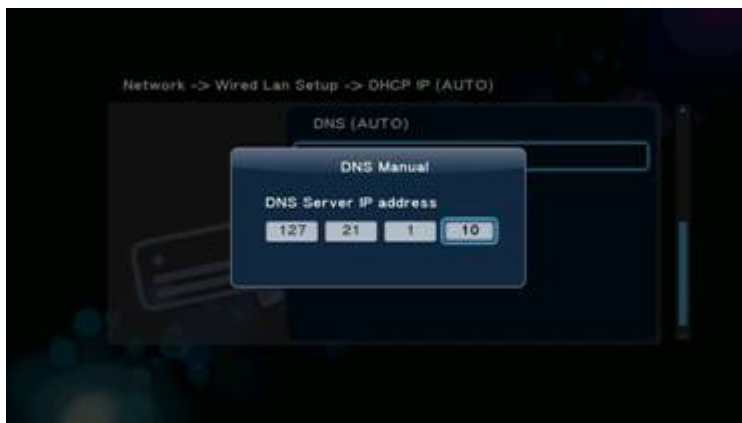 Network -> Wired Lan Setup -> DHCP IP (AUTO)
DNS (AUTO)
DNS Manual
DNS Server IP address
127 21 1 10